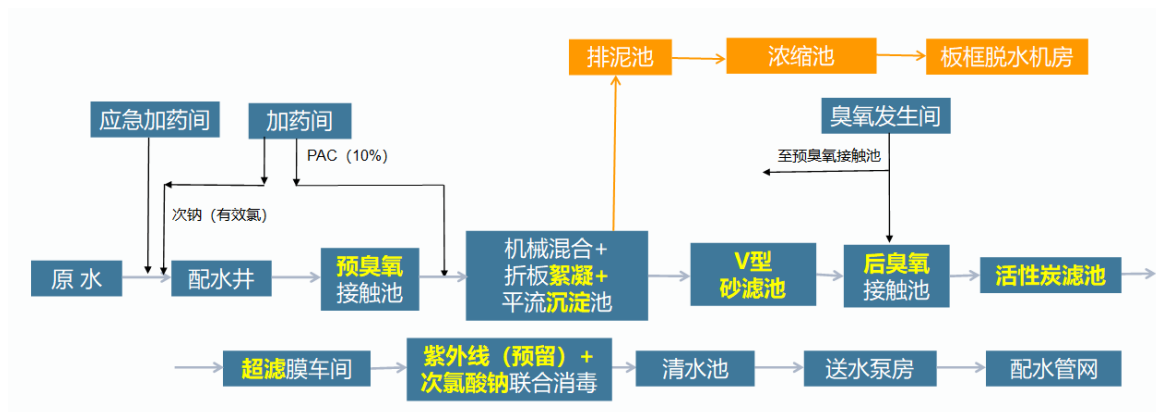 排泥池
浓缩池
板框脱水机房
应急加药间
加药间
臭氧发生间
PAC（10%）
至预臭氧接触池
次钠（有效氯）
原 水
配水井
预臭氧
接触池
机械混合+
折板絮凝+
平流沉淀池
V型
砂滤池
后臭氧
接触池
活性炭滤池
超滤膜车间
紫外线（预留）+
次氯酸钠联合消毒
清水池
送水泵房
配水管网